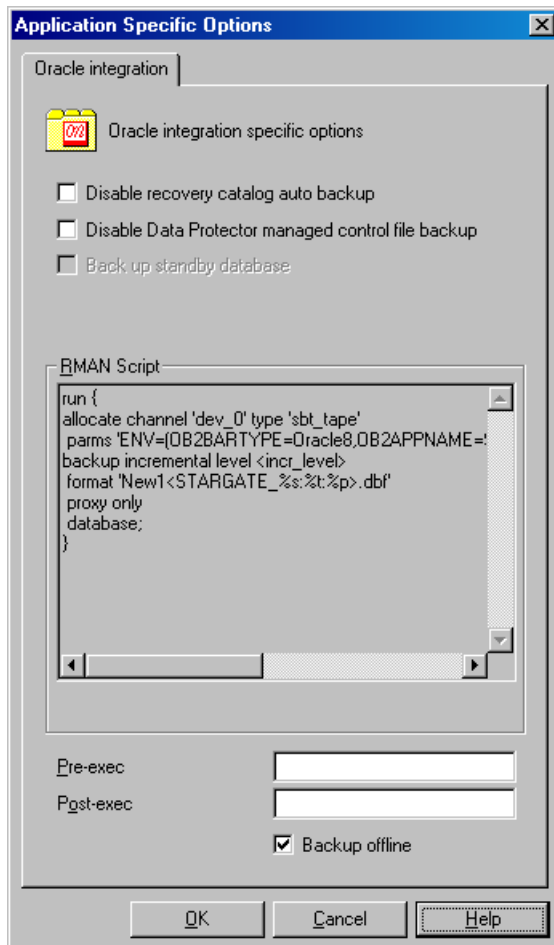 Application Specific Options
Oracle integration
Oracle integration specific options
Disable recovery catalog auto backup
Disable Data Protector managed control file backup
Back up standby database
RMAN Script
run {
allocate channel 'dev_0' type 'sbt_tape'
parms 'ENV=(OB2BARTYPE=Oracle8,OB2APPNAME=
backup incremental level <incr_level>
format 'New1<STARGATE_%s:%t:%p>.dbf'
proxy only
database;
}
Pre-exec
Post-exec
Backup offline
OK Cancel Help